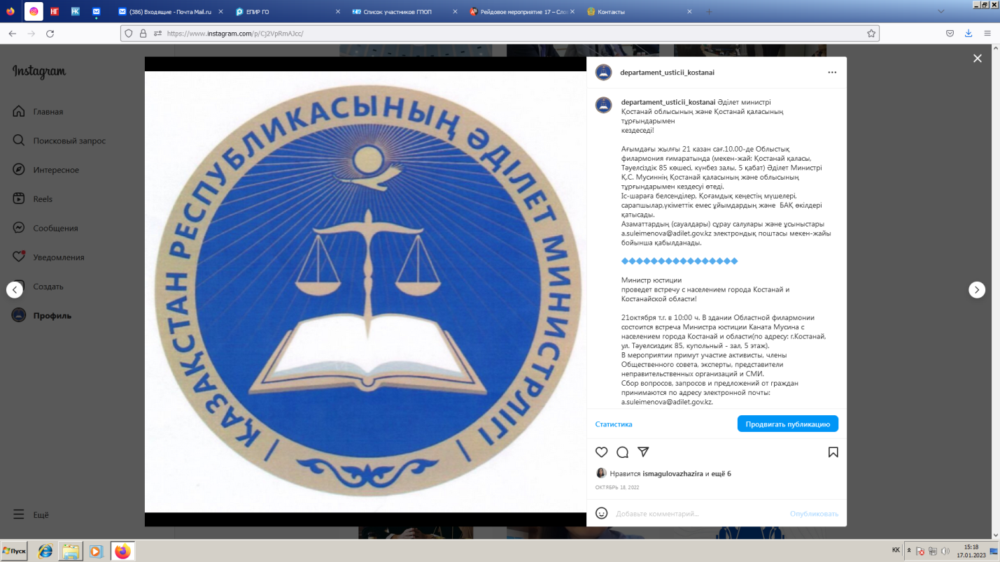 (386) Входящие - Почта Mail.ru
ЕПИР ГО
Список участников ГПОП
Рейдовое мероприятие 17 – Сло
Контакты
https://www.instagram.com/p/CJ2VpRmAJcc/
Instagram
Главная
Поисковый запрос
Интересное
Reels
Сообщения
Уведомления
Создать
Профиль
Ещё
ҚАЗАҚСТАН РЕСПУБЛИКАСЫНЫҢ ӘДІЛЕТ МИНИСТРЛІГІ
departament_usticii_kostanai
departament_usticii_kostanai Әділет министрі
Қостанай облысының және Қостанай қаласының
тұрғындарымен
кездеседі!
Ағымдағы жылғы 21 казан сағ.10.00-де Облыстық
филармония ғимаратында (мекен-жай: Қостанай қаласы,
Тәуелсіздік 85 көшесі, күнбез залы, 5 қабат) Әділет Министрі
Қ.С. Мусиннің Қостанай қаласының және облысының
тұрғындарымен кездесуі өтеді.
Іс-шараға белсенділер, Қоғамдық кеңестің мүшелері,
сарапшылар,үкіметтік емес ұйымдардың және БАҚ өкілдері
қатысады.
Азаматтардың (сауалдары) сұрау салулары және ұсыныстары
a.suleimenova@adilet.gov.kz электрондық поштасы мекен-жайы
бойынша қабылданады.
Министр юстиции
проведет встречу с населением города Костанай и
Костанайской области!
21октября т.г. в 10:00 ч. В здании Областной филармонии
состоится встреча Министра юстиции Каната Мусина с
населением города Костанай и области(по адресу: г.Костанай,
ул. Тәуелсиздик 85, купольный - зал, 5 этаж).
В мероприятии примут участие активисты, члены
Общественного совета, эксперты, представители
неправительственных организаций и СМИ.
Сбор вопросов, запросов и предложений от граждан
принимаются по адресу электронной почты:
a.suleimenova@adilet.gov.kz.
Статистика
Продвигать публикацию
Нравится ismagulovazhazira и ещё 6
ОКТЯБРЬ 18, 2022
Добавьте комментарий...
Опубликовать
Пуск
KK
15:18
17.01.2023